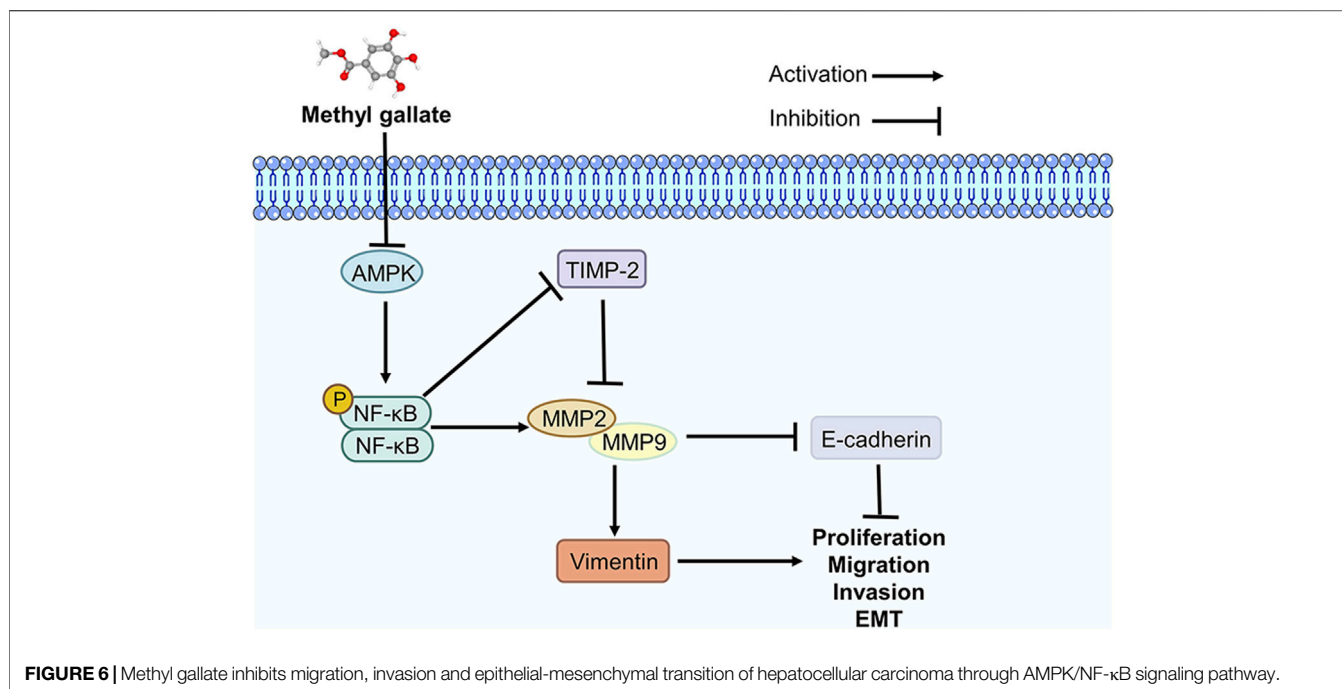 Methyl gallate
Activation
Inhibition
AMPK
TIMP-2
P
NF-κB
NF-κB
MMP2
MMP9
E-cadherin
Vimentin
Proliferation
Migration
Invasion
EMT
FIGURE 6 | Methyl gallate inhibits migration, invasion and epithelial-mesenchymal transition of hepatocellular carcinoma through AMPK/NF-κB signaling pathway.